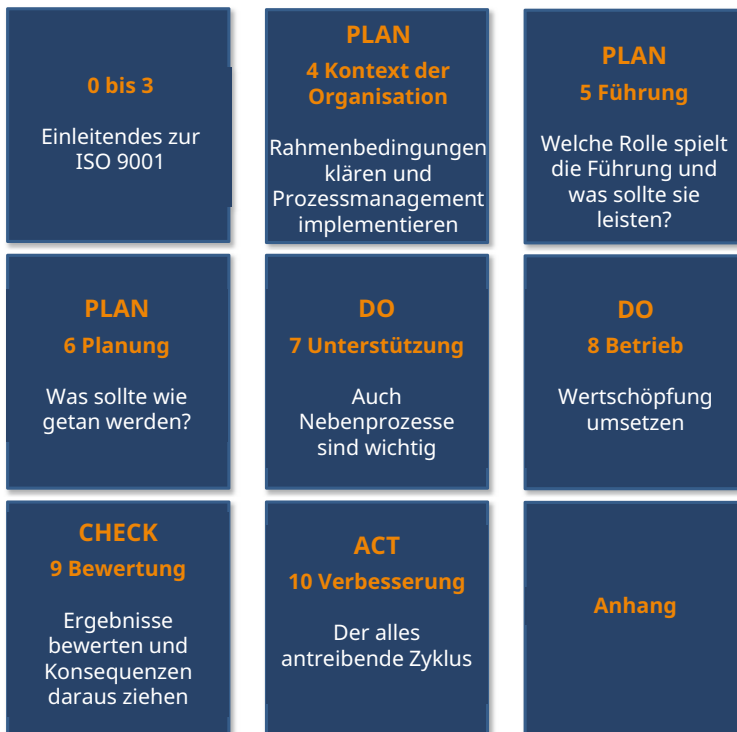 0 bis 3
Einleitendes zur
ISO 9001
PLAN
4 Kontext der
Organisation
Rahmenbedingungen
klären und
Prozessmanagement
implementieren
PLAN
5 Führung
Welche Rolle spielt
die Führung und
was sollte sie
leisten?
PLAN
6 Planung
Was sollte wie
getan werden?
DO
7 Unterstützung
Auch
Nebenprozesse
sind wichtig
DO
8 Betrieb
Wertschöpfung
umsetzen
CHECK
9 Bewertung
Ergebnisse
bewerten und
Konsequenzen
daraus ziehen
ACT
10 Verbesserung
Der alles
antreibende Zyklus
Anhang